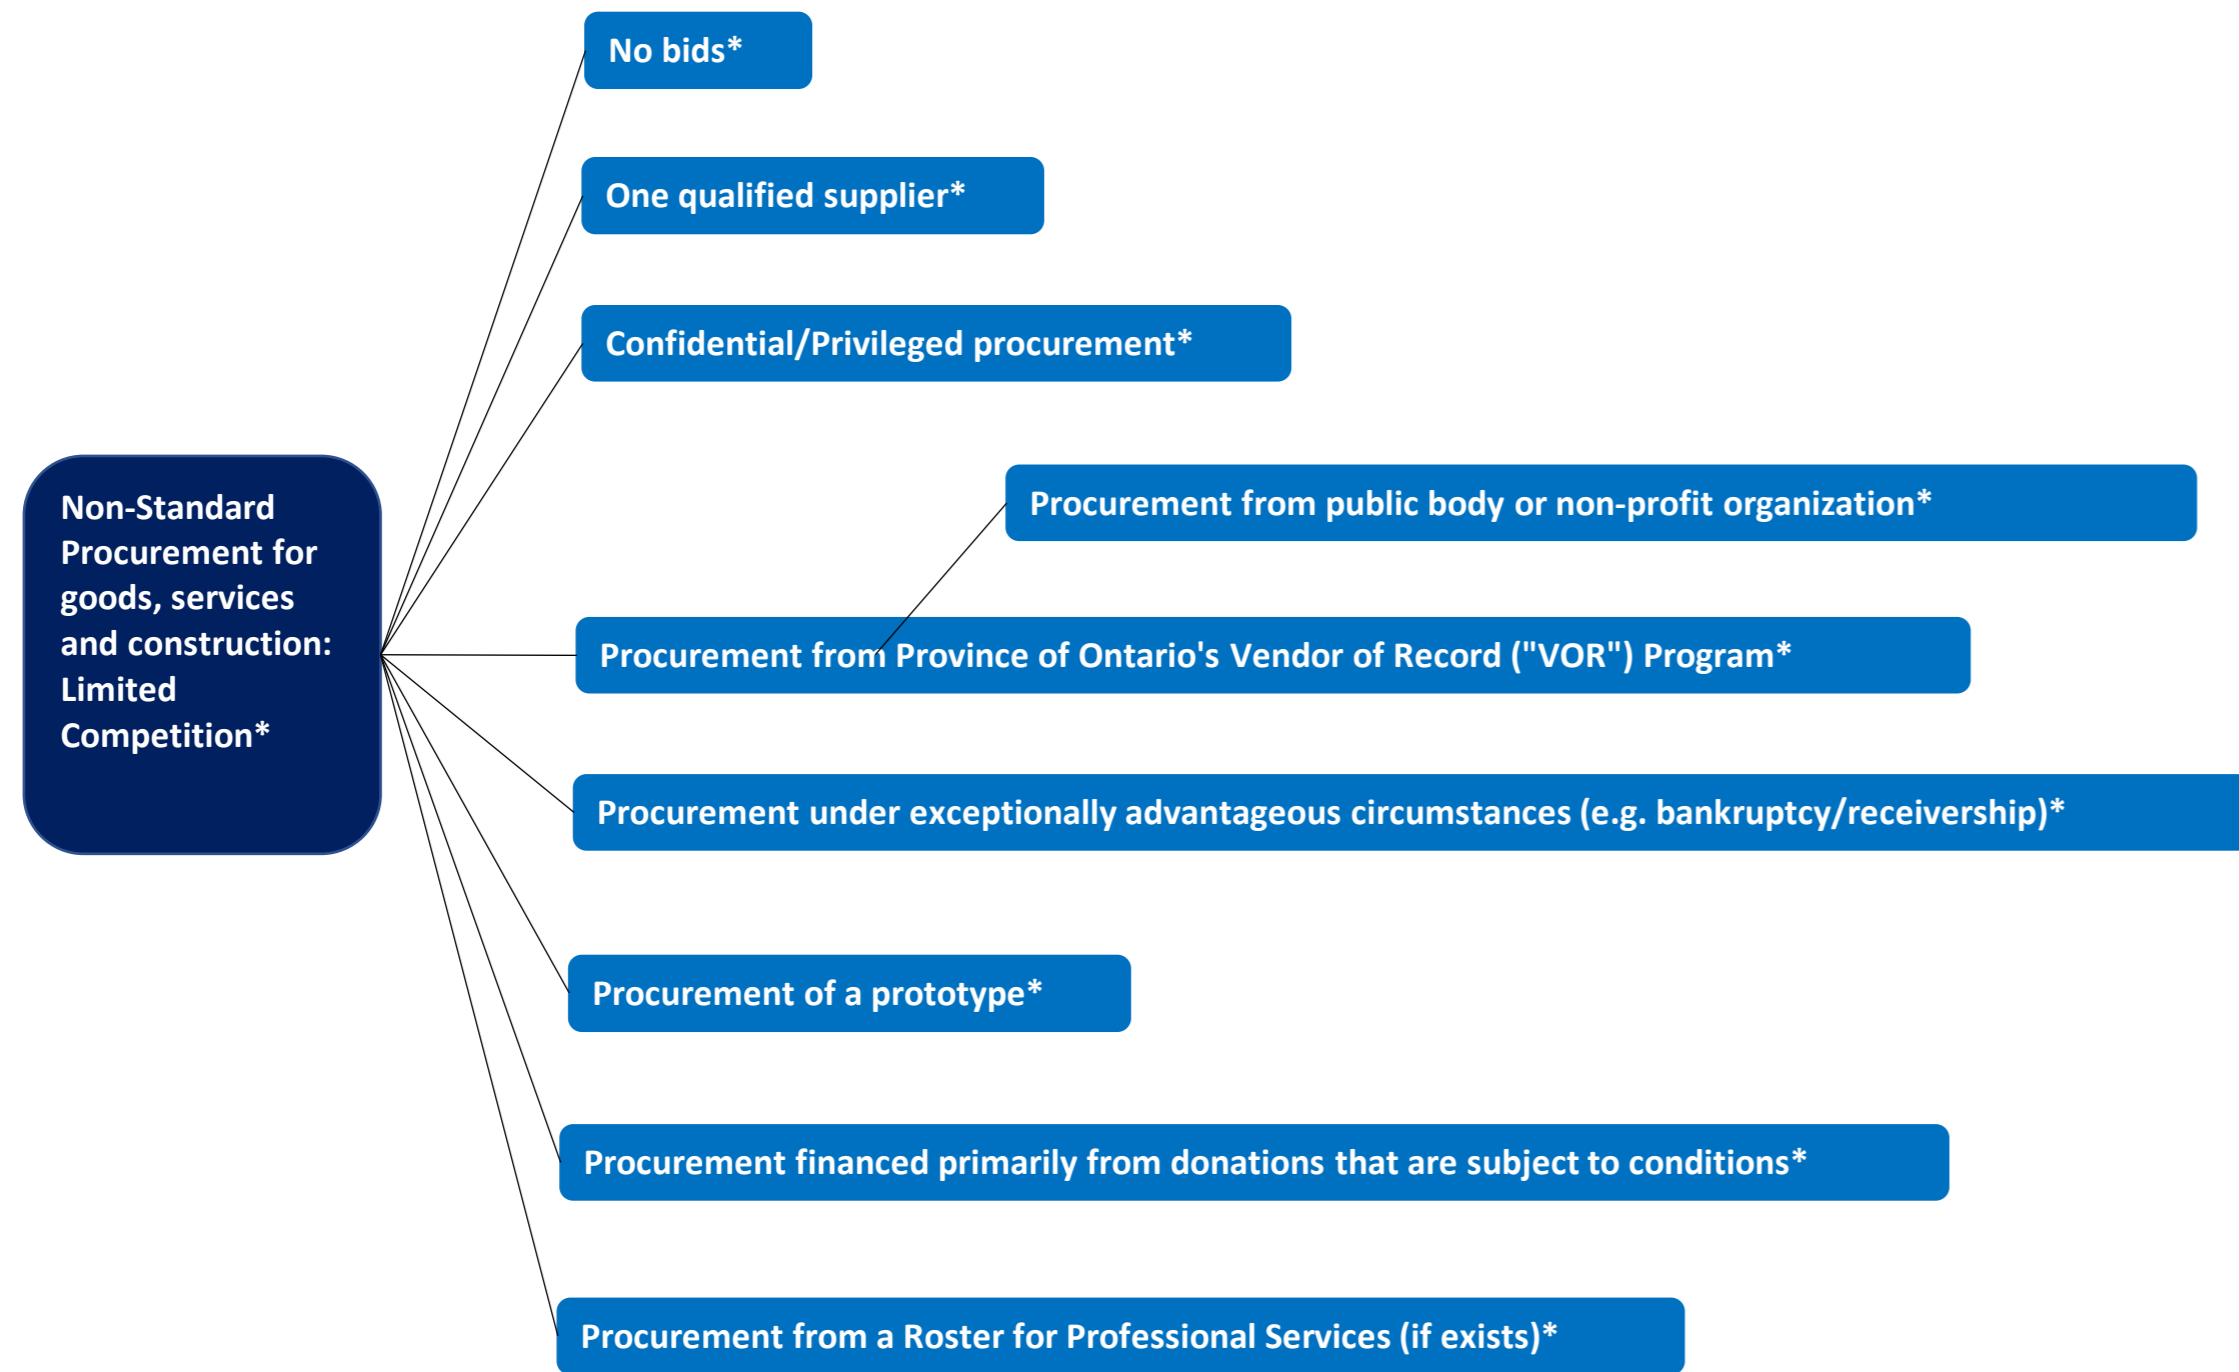 No bids*
One qualified supplier*
Confidential/Privileged procurement*
Non-Standard
Procurement for
goods, services
and construction:
Limited
Competition*
Procurement from public body or non-profit organization*
Procurement from Province of Ontario's Vendor of Record ("VOR") Program*
Procurement under exceptionally advantageous circumstances (e.g. bankruptcy/receivership)*
Procurement of a prototype*
Procurement financed primarily from donations that are subject to conditions*
Procurement from a Roster for Professional Services (if exists)*